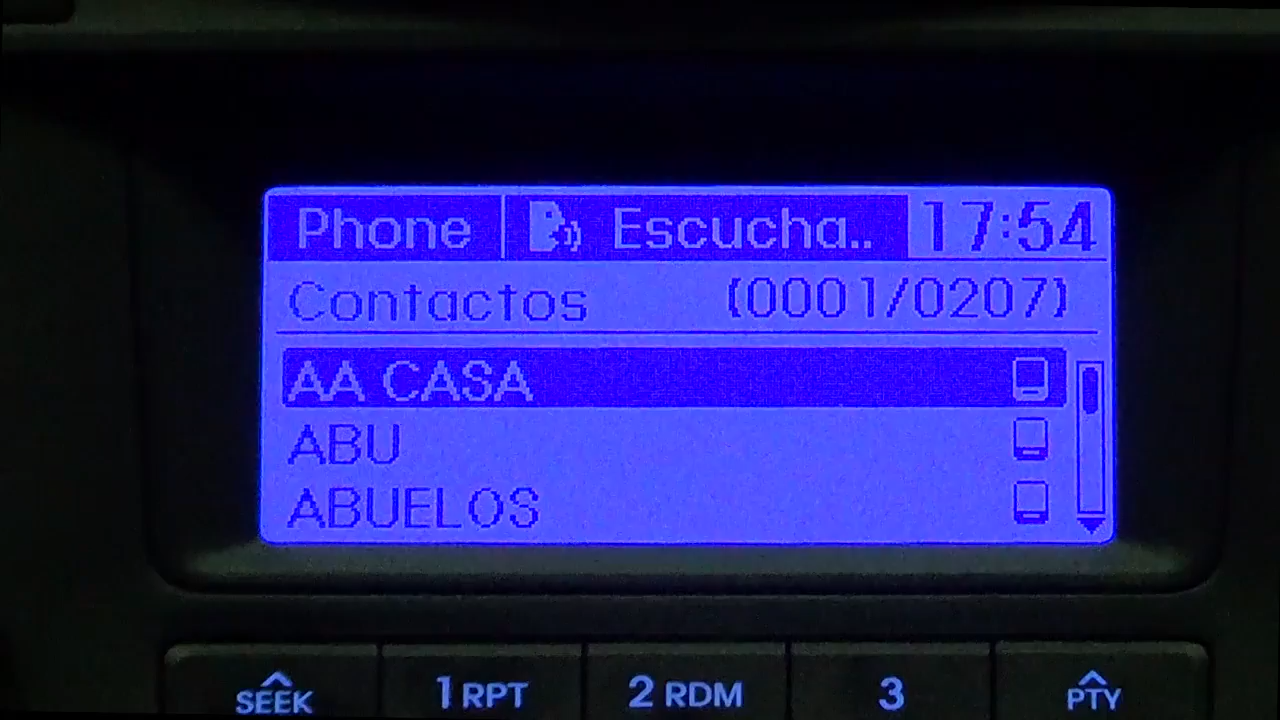 Phone Escucha.. 17:54
Contactos (0001/0207)
AA CASA
ABU
ABUELOS
SEEK 1 RPT 2 RDM 3 PTY